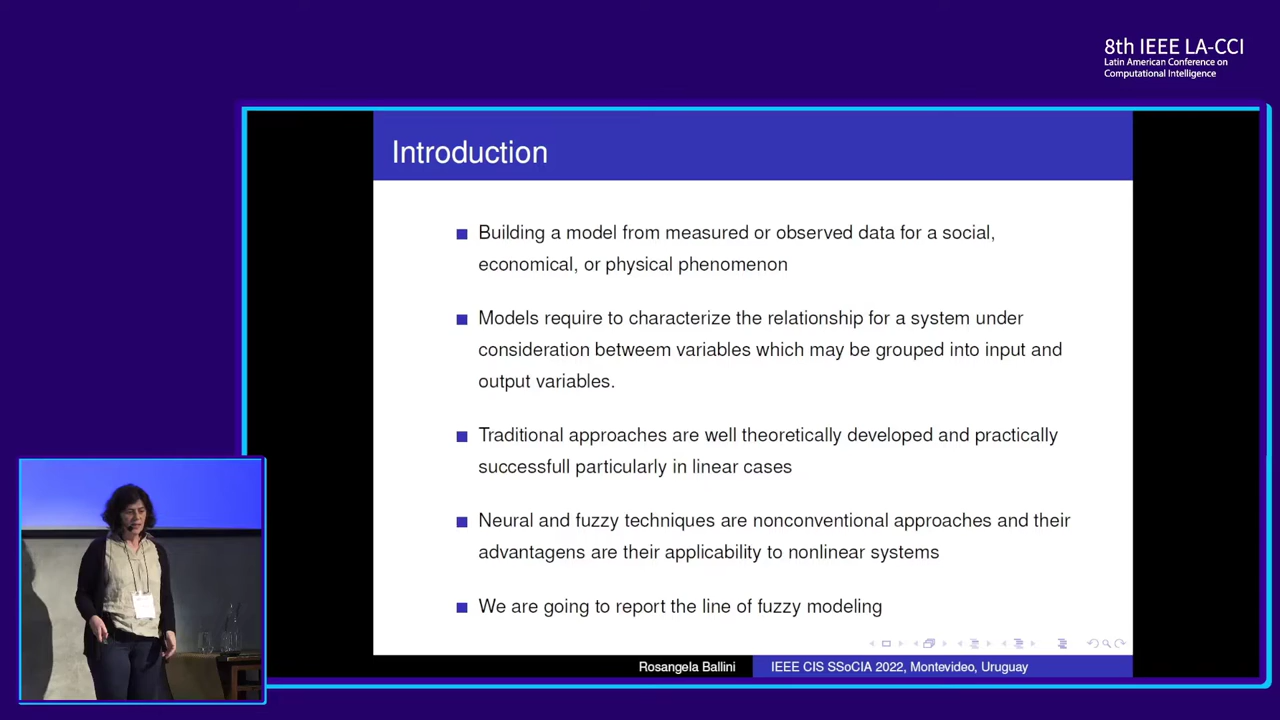 8th IEEE LA-CCI
Latin American Conference on
Computational Intelligence
Introduction
Building a model from measured or observed data for a social,
economical, or physical phenomenon
Models require to characterize the relationship for a system under
consideration betweem variables which may be grouped into input and
output variables.
Traditional approaches are well theoretically developed and practically
successfull particularly in linear cases
Neural and fuzzy techniques are nonconventional approaches and their
advantagens are their applicability to nonlinear systems
We are going to report the line of fuzzy modeling
Rosangela Ballini
IEEE CIS SSoCIA 2022, Montevideo, Uruguay